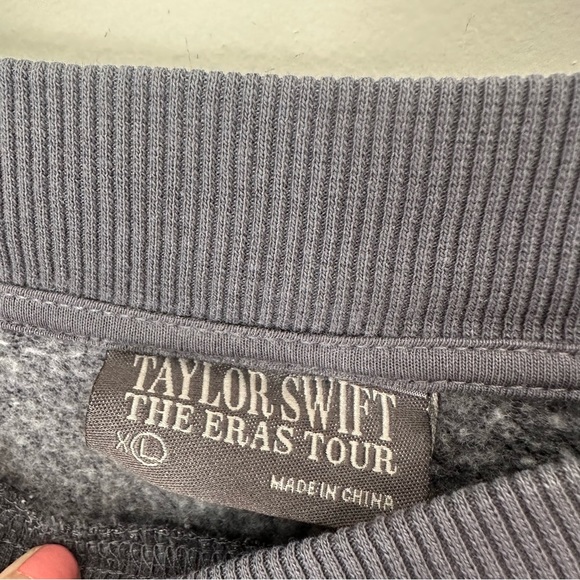 TAYLOR SWIFT
THE ERAS TOUR
XL
MADE IN CHINA